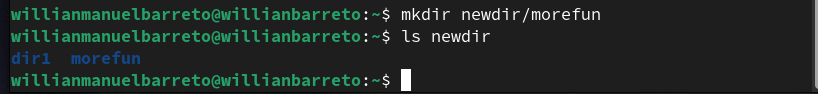 willianmanuelbarreto@willianbarreto:~$ mkdir newdir/morefun
willianmanuelbarreto@willianbarreto:~$ ls newdir
dir1  morefun
willianmanuelbarreto@willianbarreto:~$